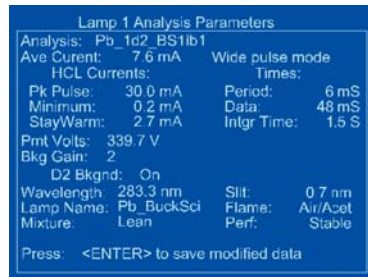 Lamp 1 Analysis Parameters
Analysis: Pb_1d2_BS1ib1
Ave Curent: 7.6 mA Wide pulse mode
HCL Currents: Times:
Pk Pulse: 30.0 mA Period: 6 mS
Minimum: 0.2 mA Data: 48 mS
StayWarm: 2.7 mA Intgr Time: 1.5 S
Pmt Volts: 339.7 V
Bkg Gain: 2
D2 Bkgnd: On
Wavelength: 283.3 nm Slit: 0.7 nm
Lamp Name: Pb_BuckSci Flame: Air/Acet
Mixture: Lean Perf: Stable
Press: <ENTER> to save modified data